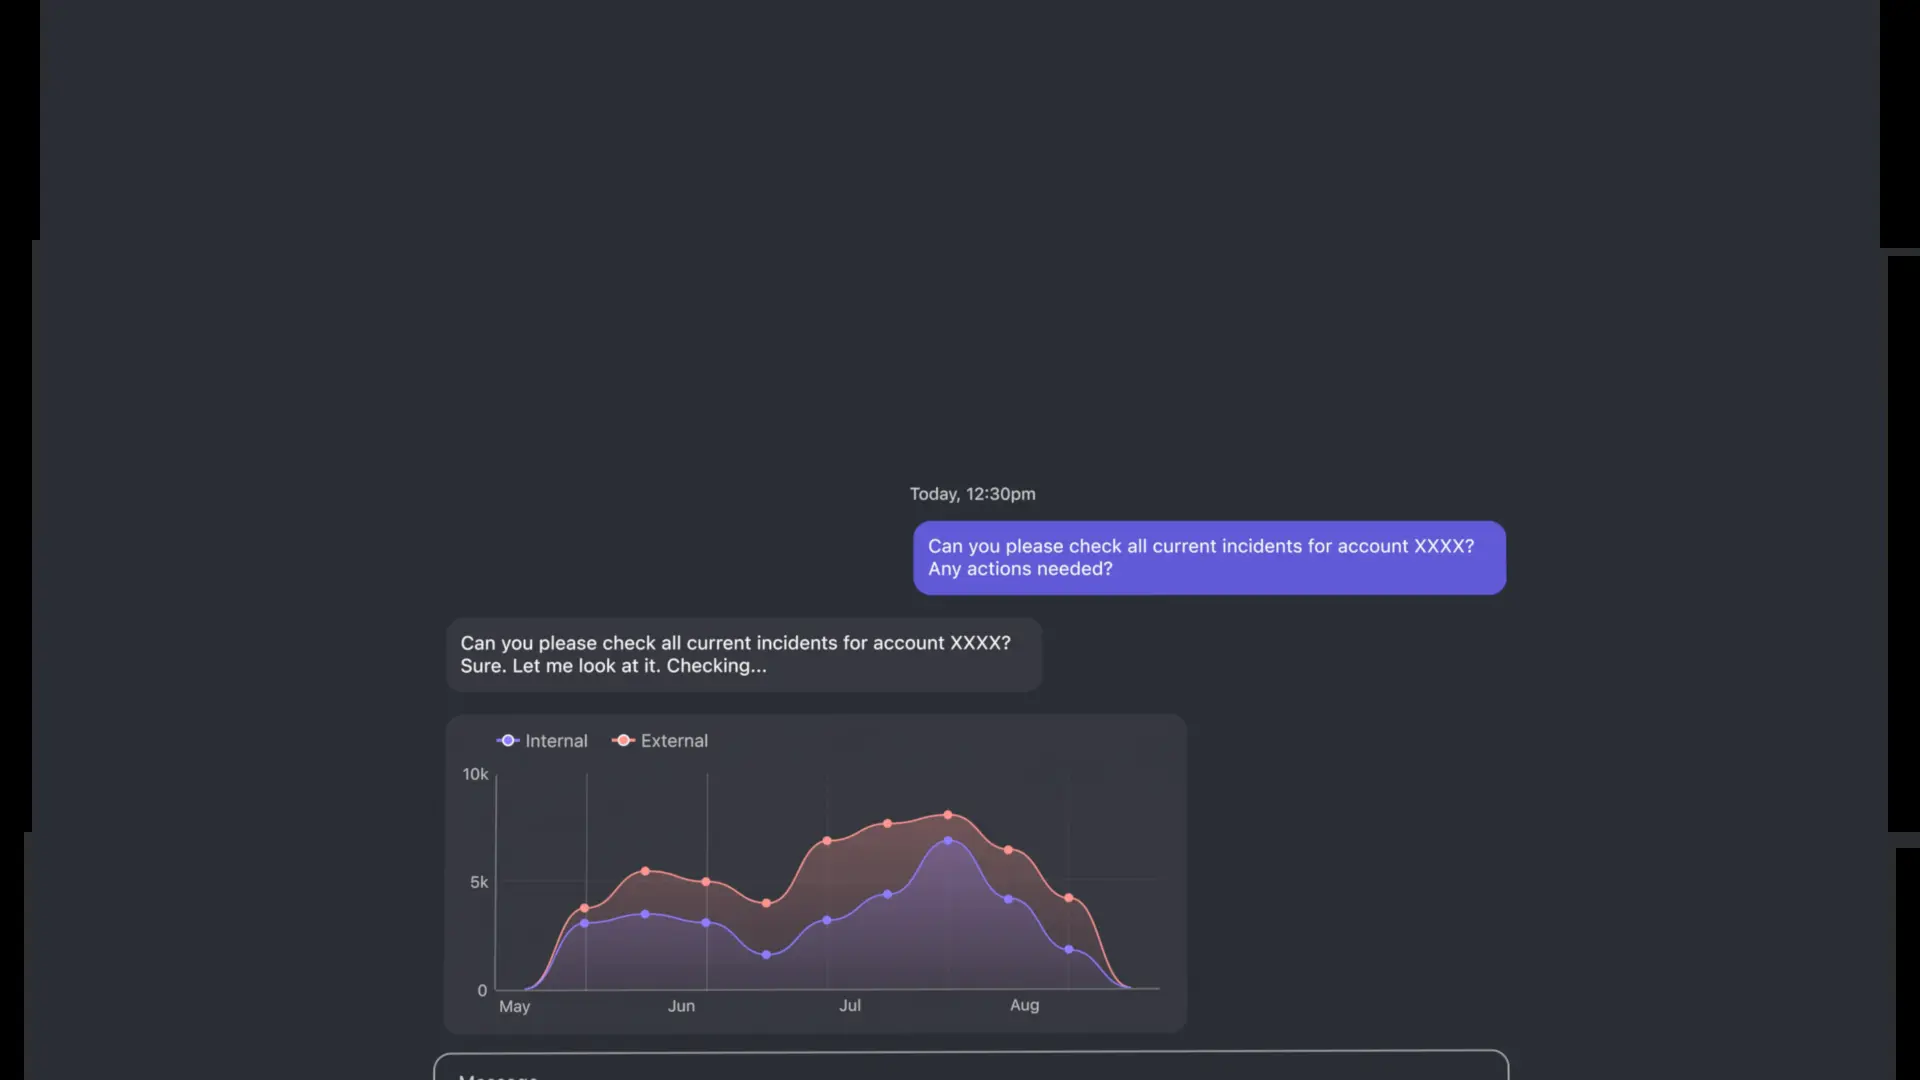 Today, 12:30pm
Can you please check all current incidents for account XXXX?
Any actions needed?
Can you please check all current incidents for account XXXX?
Sure. Let me look at it. Checking...
Internal External
10k
5k
0
May Jun Jul Aug